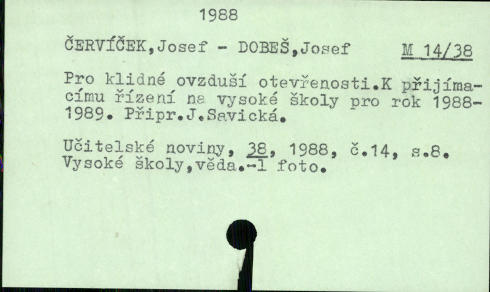 1988
ČERVÍČEK,Josef - DOBEŠ,Josef M 14/38
Pro klidné ovzduší otevřenosti.K přijíma-
címu řízení na vysoké školy pro rok 1988-
1989. Připr.J.Savická.
Učitelské noviny, 38, 1988, č.14, s.8.
Vysoké školy,věda.-1 foto.